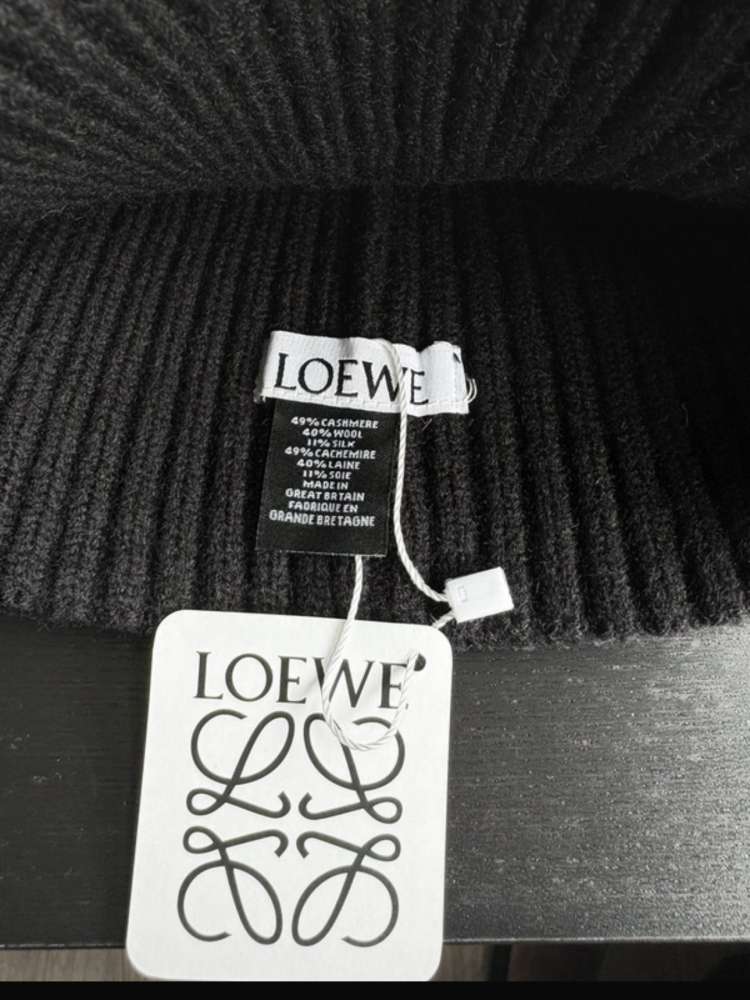 LOEWE
49% CASHMERE
40% WOOL
11% SILK
49% CACHEMIRE
40% LAINE
11% SOIE
MADE IN
GREAT BRTAIN
FABRIQUE EN
GRANDE BRETAGNE
LOEWE